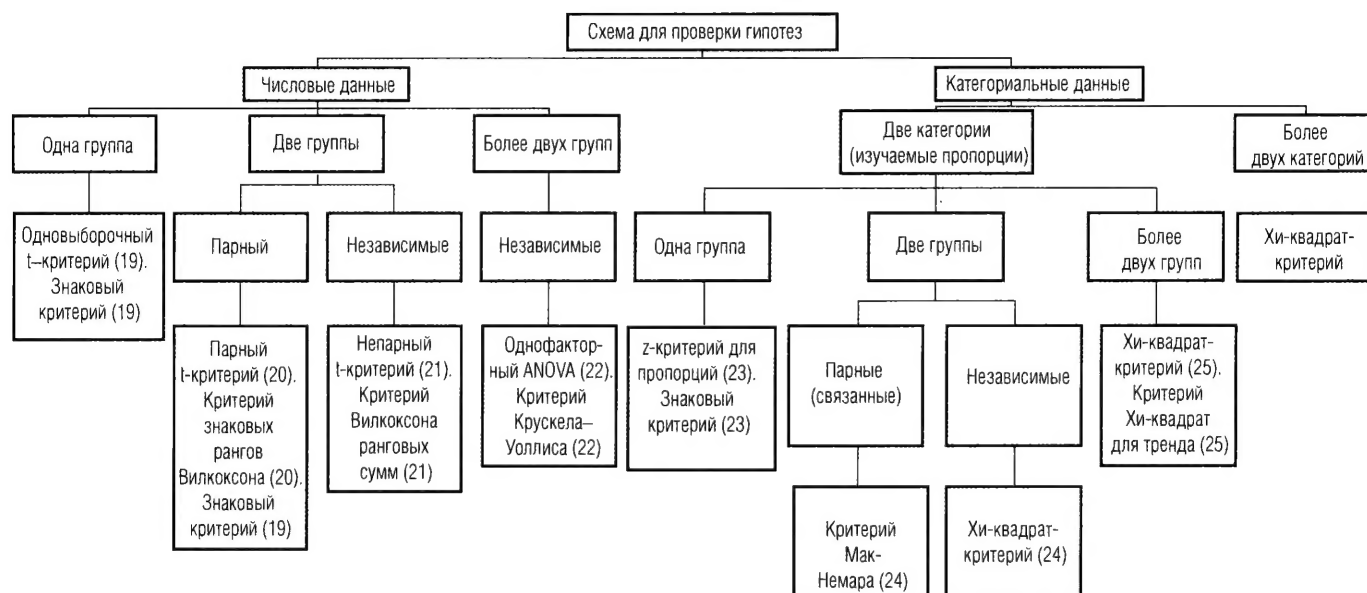 Схема для проверки гипотез
Числовые данные
Категориальные данные
Одна группа
Две группы
Более двух групп
Две категории
(изучаемые пропорции)
Более
двух категорий
Одновыборочный
t–критерий (19).
Знаковый
критерий (19)
Парный
Независимые
Независимые
Одна группа
Две группы
Более
двух групп
Хи-квадрат-
критерий
Парный
t-критерий (20).
Критерий
знаковых
рангов
Вилкоксона (20).
Знаковый
критерий (19)
Непарный
t-критерий (21).
Критерий
Вилкоксона
ранговых
сумм (21)
Однофактор-
ный ANOVA (22).
Критерий
Крускела–
Уоллиса (22)
z-критерий для
пропорций (23).
Знаковый
критерий (23)
Парные
(связанные)
Независимые
Хи-квадрат-
критерий (25).
Критерий
Хи-квадрат
для тренда (25)
Критерий
Мак-
Немара (24)
Хи-квадрат-
критерий (24)